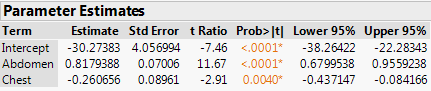 Parameter Estimates
Term Estimate Std Error t Ratio Prob>|t| Lower 95% Upper 95%
Intercept -30.27383 4.056994 -7.46 <.0001* -38.26422 -22.28343
Abdomen 0.8179388 0.07006 11.67 <.0001* 0.6799538 0.9559238
Chest -0.260656 0.08961 -2.91 0.0040* -0.437147 -0.084166